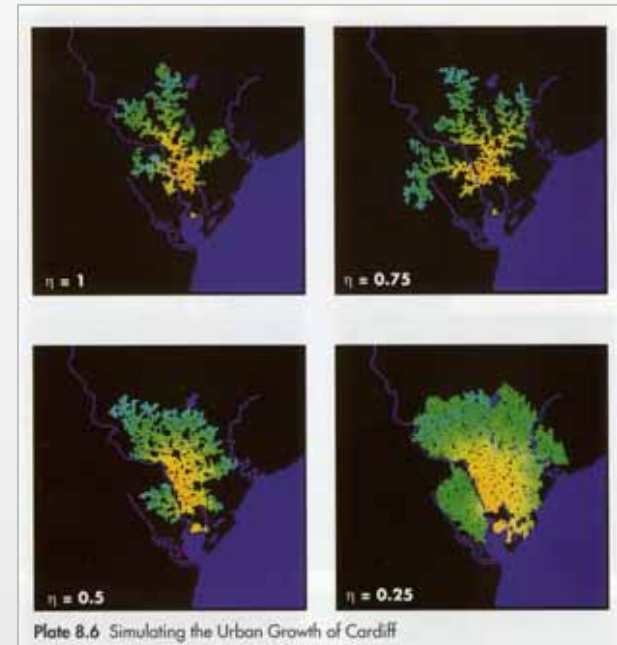 η = 1
η = 0.75
η = 0.5
η = 0.25
Plate 8.6 Simulating the Urban Growth of Cardiff